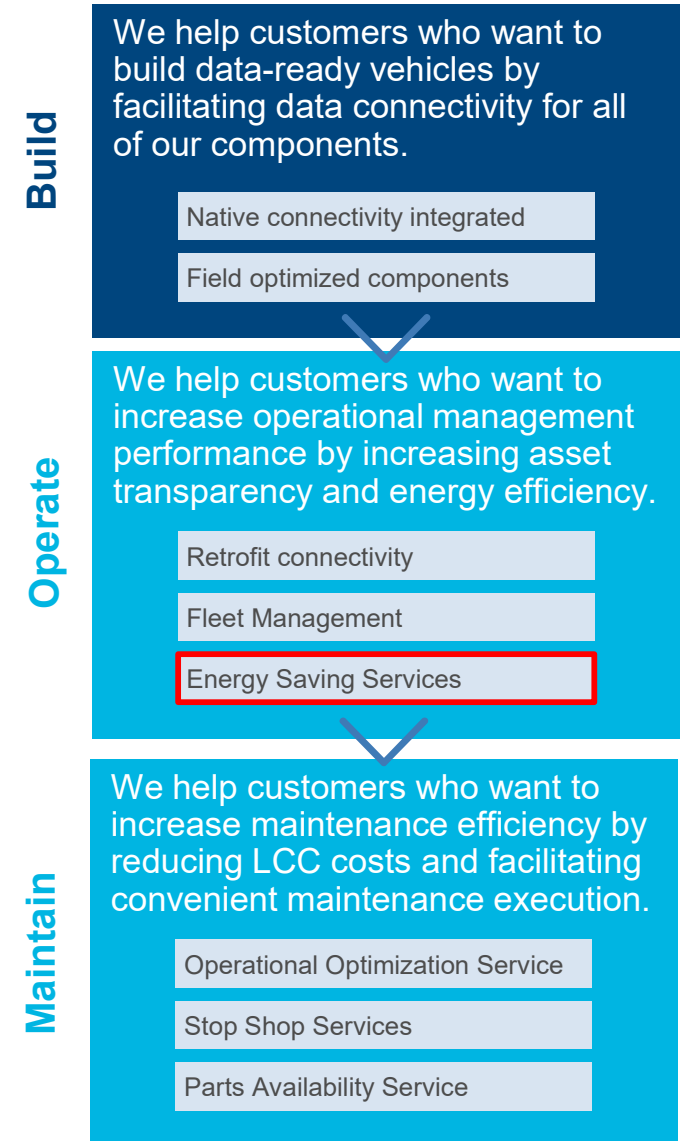 Build
We help customers who want to
build data-ready vehicles by
facilitating data connectivity for all
of our components.
Native connectivity integrated
Field optimized components
Operate
We help customers who want to
increase operational management
performance by increasing asset
transparency and energy efficiency.
Retrofit connectivity
Fleet Management
Energy Saving Services
Maintain
We help customers who want to
increase maintenance efficiency by
reducing LCC costs and facilitating
convenient maintenance execution.
Operational Optimization Service
Stop Shop Services
Parts Availability Service